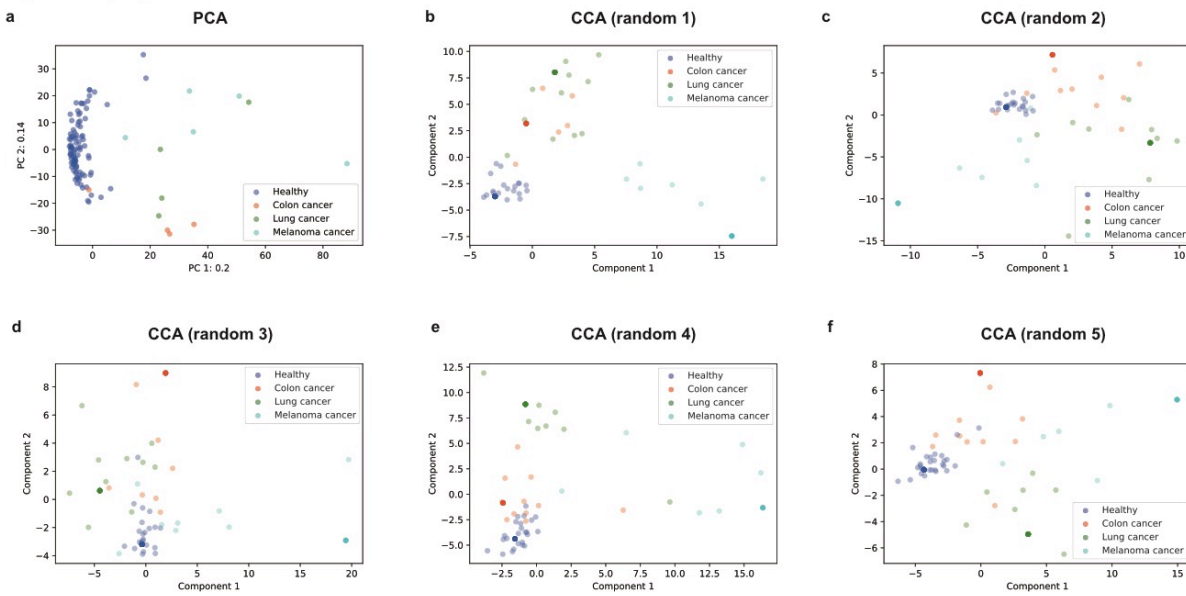 a
PCA
30
20
10
0
−10
−20
−30
PC 2: 0.14
0
20
40
60
80
PC 1: 0.2
Healthy
Colon cancer
Lung cancer
Melanoma cancer
b
CCA (random 1)
10.0
7.5
5.0
2.5
0.0
−2.5
−5.0
−7.5
Component 2
−5
0
5
10
15
Component 1
Healthy
Colon cancer
Lung cancer
Melanoma cancer
c
CCA (random 2)
5
0
−5
−10
−15
Component 2
−10
−5
0
5
10
Component 1
Healthy
Colon cancer
Lung cancer
Melanoma cancer
d
CCA (random 3)
8
6
4
2
0
−2
−4
Component 2
−5
0
5
10
15
20
Component 1
Healthy
Colon cancer
Lung cancer
Melanoma cancer
e
CCA (random 4)
12.5
10.0
7.5
5.0
2.5
0.0
−2.5
−5.0
Component 2
−2.5
0.0
2.5
5.0
7.5
10.0
12.5
15.0
Component 1
Healthy
Colon cancer
Lung cancer
Melanoma cancer
f
CCA (random 5)
8
6
4
2
0
−2
−4
−6
Component 2
−5
0
5
10
15
Component 1
Healthy
Colon cancer
Lung cancer
Melanoma cancer